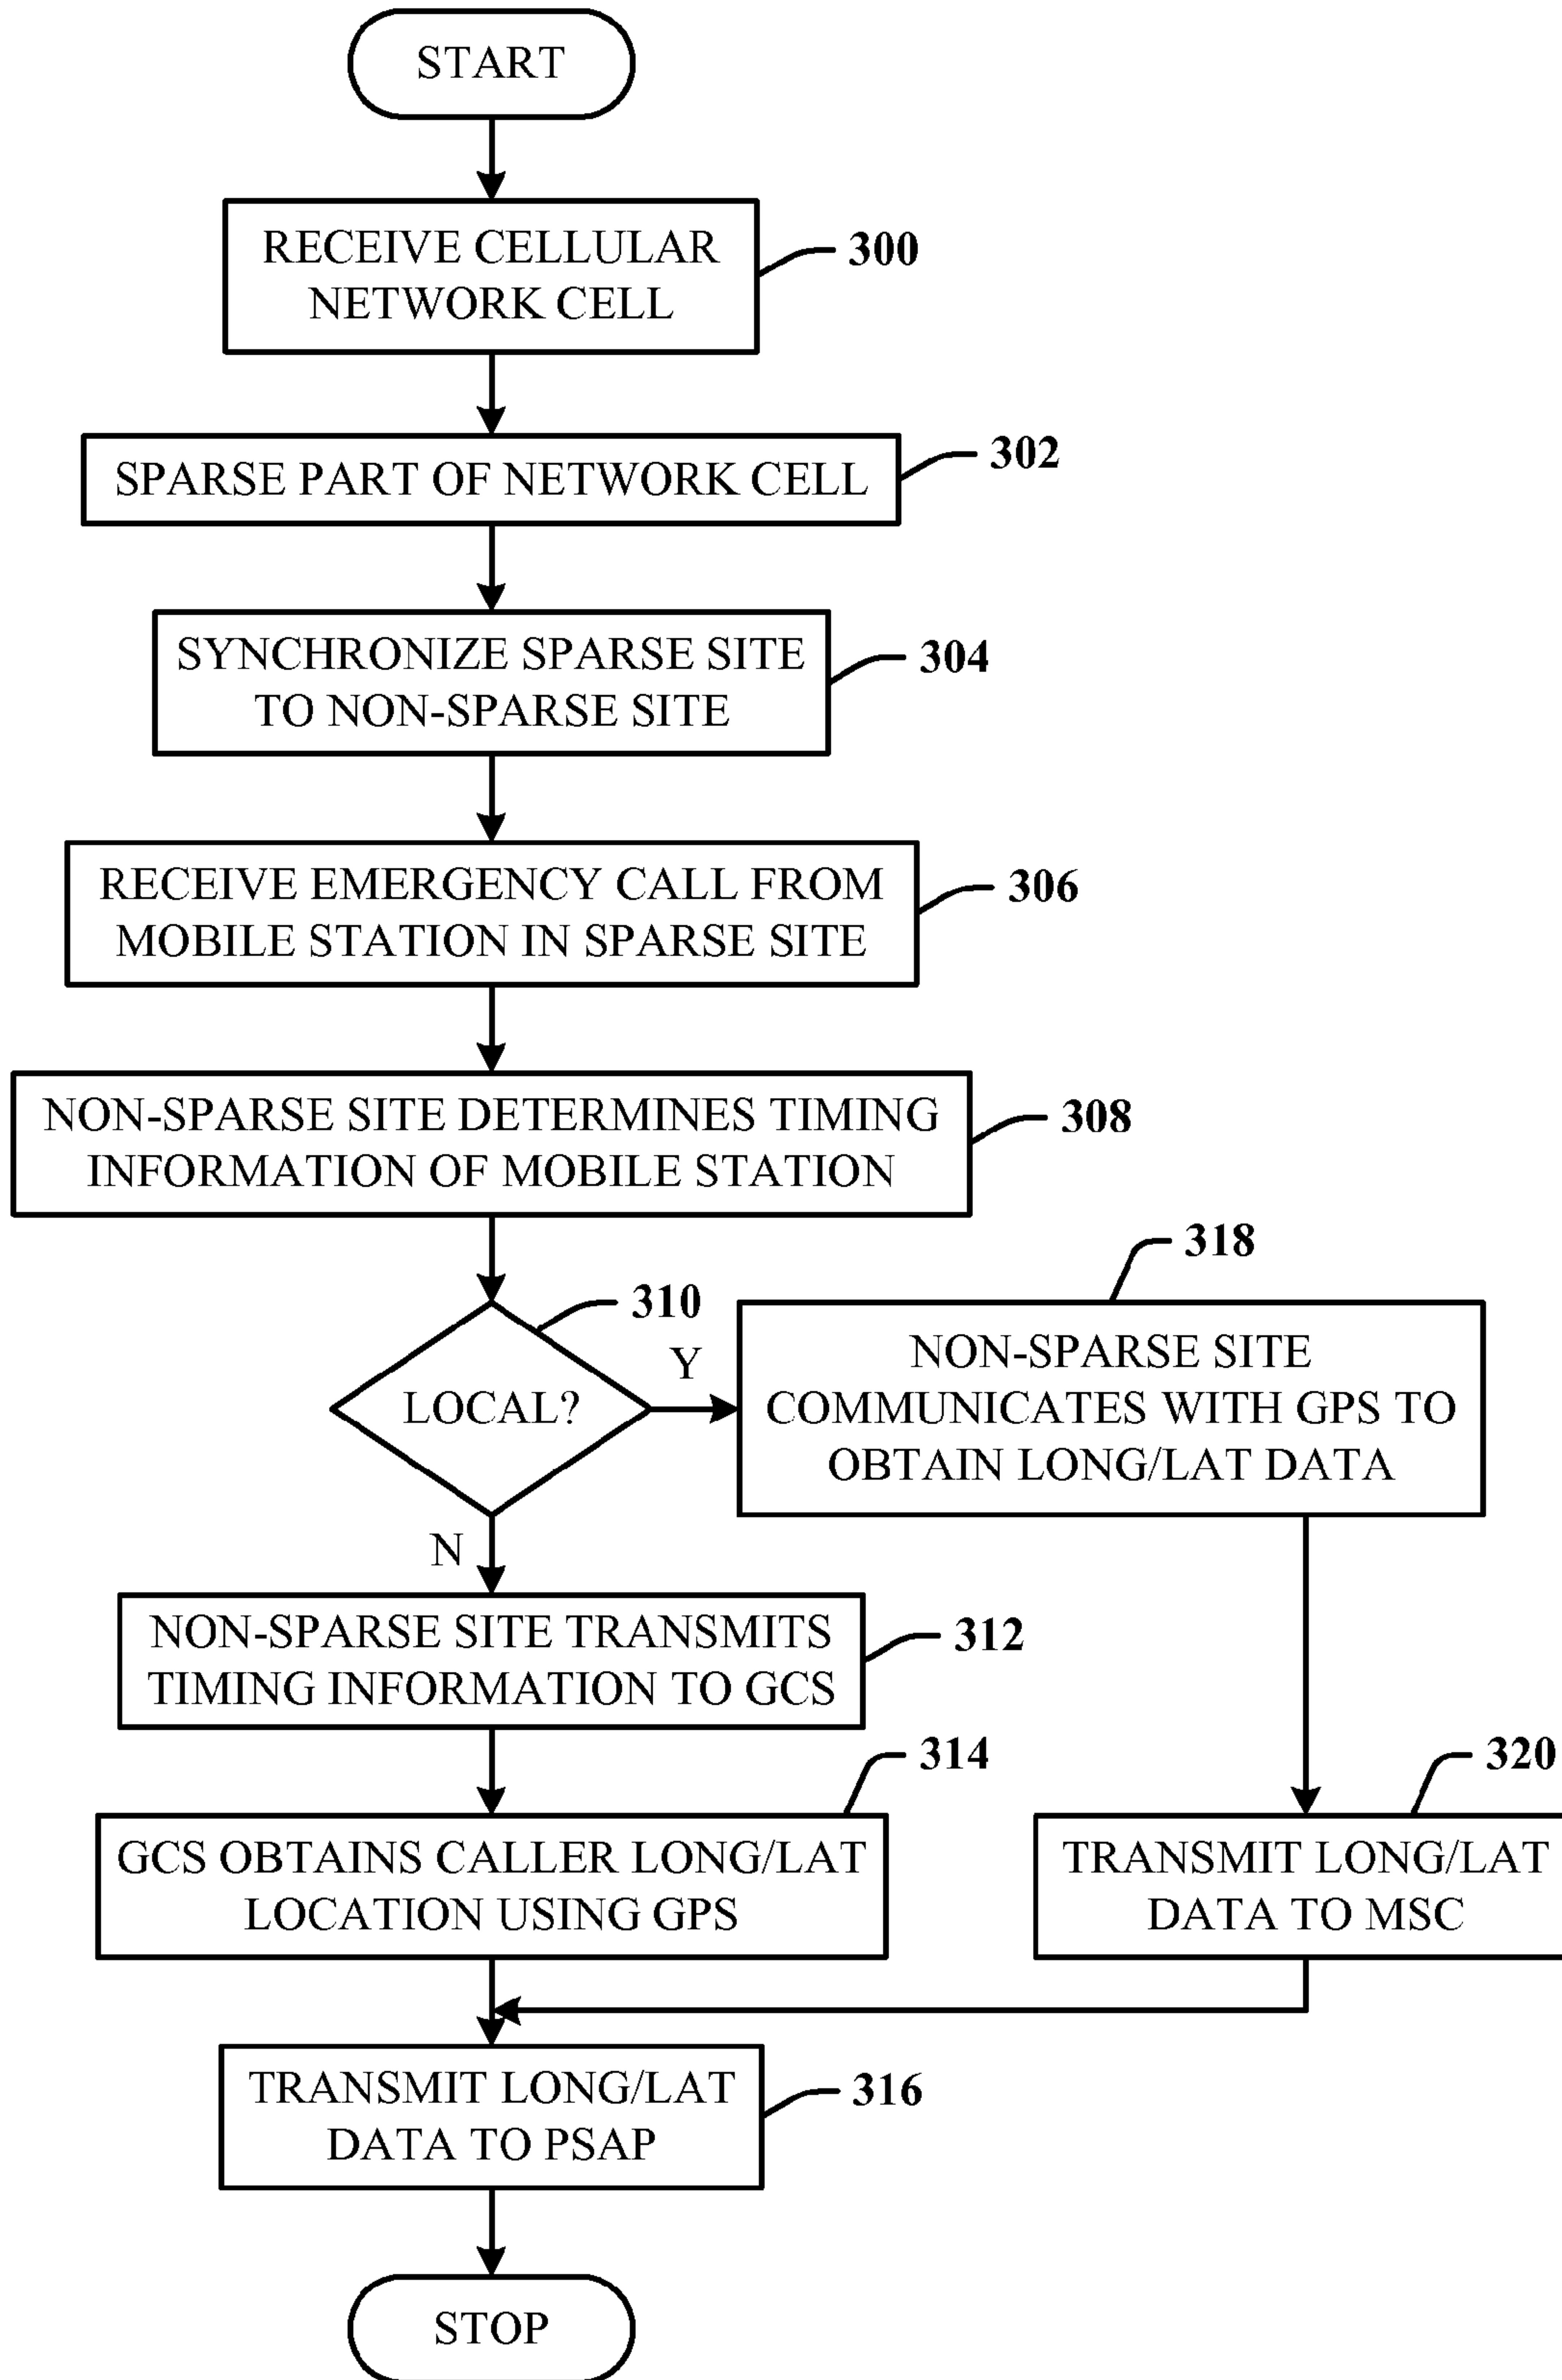 START
RECEIVE CELLULAR
NETWORK CELL
300
SPARSE PART OF NETWORK CELL
302
SYNCHRONIZE SPARSE SITE
TO NON-SPARSE SITE
304
RECEIVE EMERGENCY CALL FROM
MOBILE STATION IN SPARSE SITE
306
NON-SPARSE SITE DETERMINES TIMING
INFORMATION OF MOBILE STATION
308
LOCAL?
310
Y
NON-SPARSE SITE
COMMUNICATES WITH GPS TO
OBTAIN LONG/LAT DATA
318
N
NON-SPARSE SITE TRANSMITS
TIMING INFORMATION TO GCS
312
GCS OBTAINS CALLER LONG/LAT
LOCATION USING GPS
314
TRANSMIT LONG/LAT
DATA TO MSC
320
TRANSMIT LONG/LAT
DATA TO PSAP
316
STOP